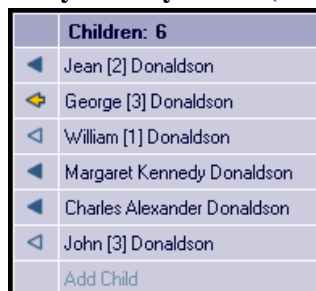 Children: 6
Jean [2] Donaldson
George [3] Donaldson
William [1] Donaldson
Margaret Kennedy Donaldson
Charles Alexander Donaldson
John [3] Donaldson
Add Child